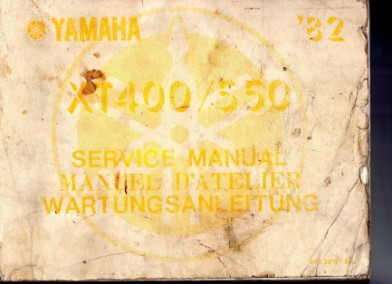 YAMAHA '82
XT400/550
SERVICE MANUAL
MANUEL D'ATELIER
WARTUNGSANLEITUNG